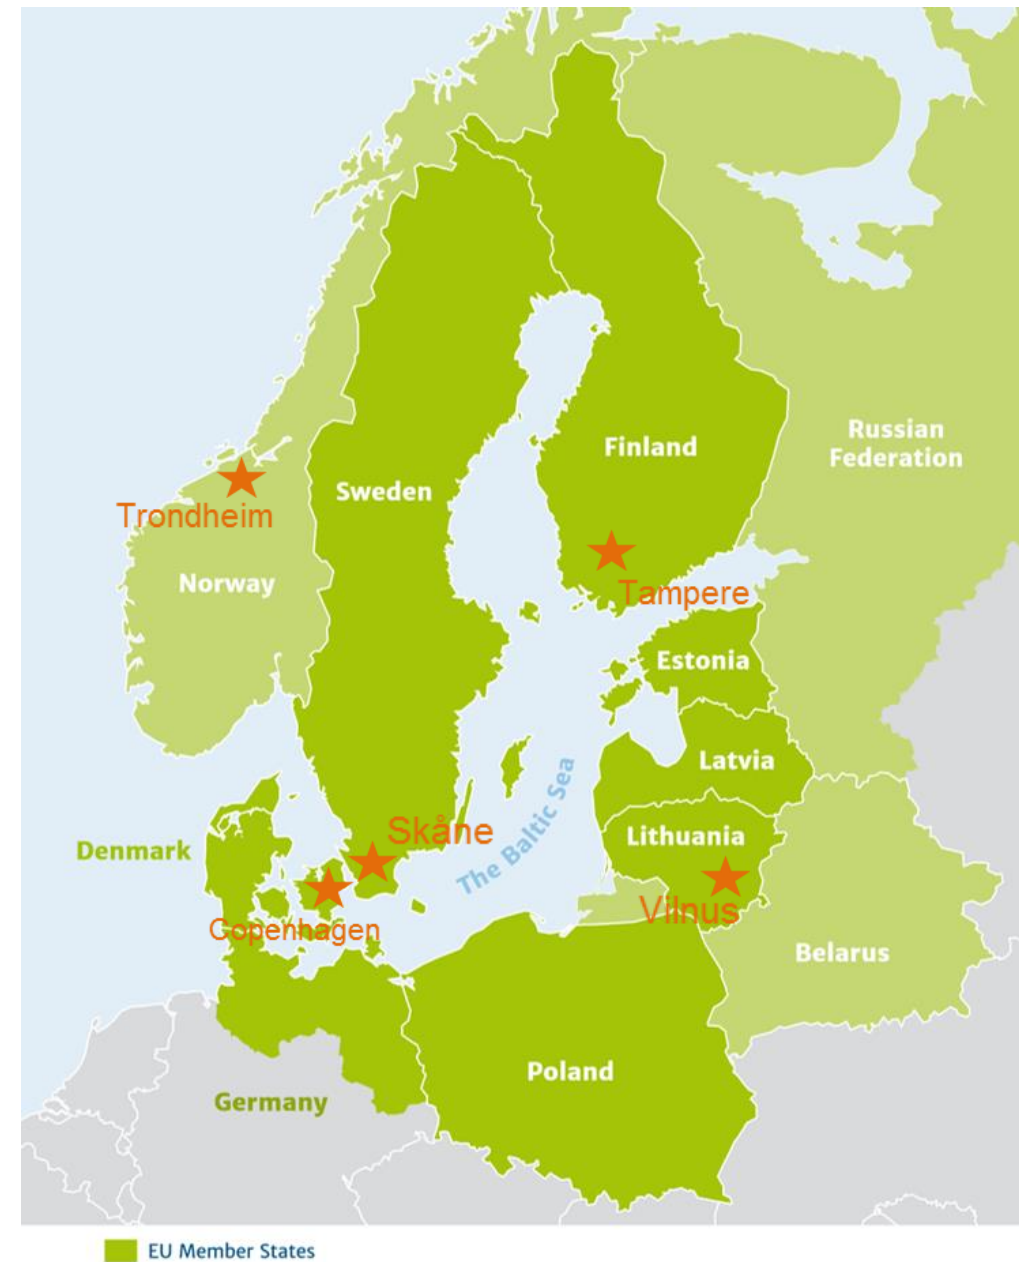 Russian
Federation
Finland
Sweden
Trondheim
Norway
Tampere
Estonia
Latvia
The Baltic Sea
Skåne
Lithuania
Denmark
Vilnus
Copenhagen
Belarus
Poland
Germany
EU Member States